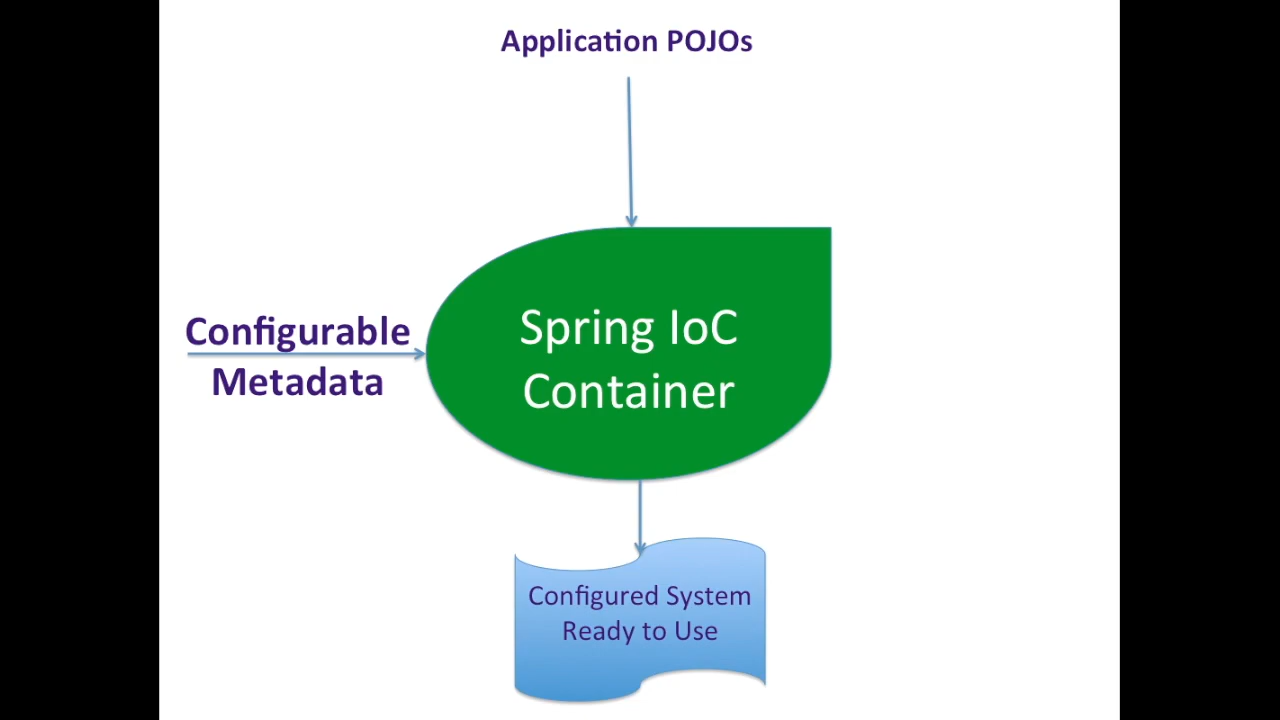 Application POJOs
Configurable
Metadata
Spring IoC
Container
Configured System
Ready to Use